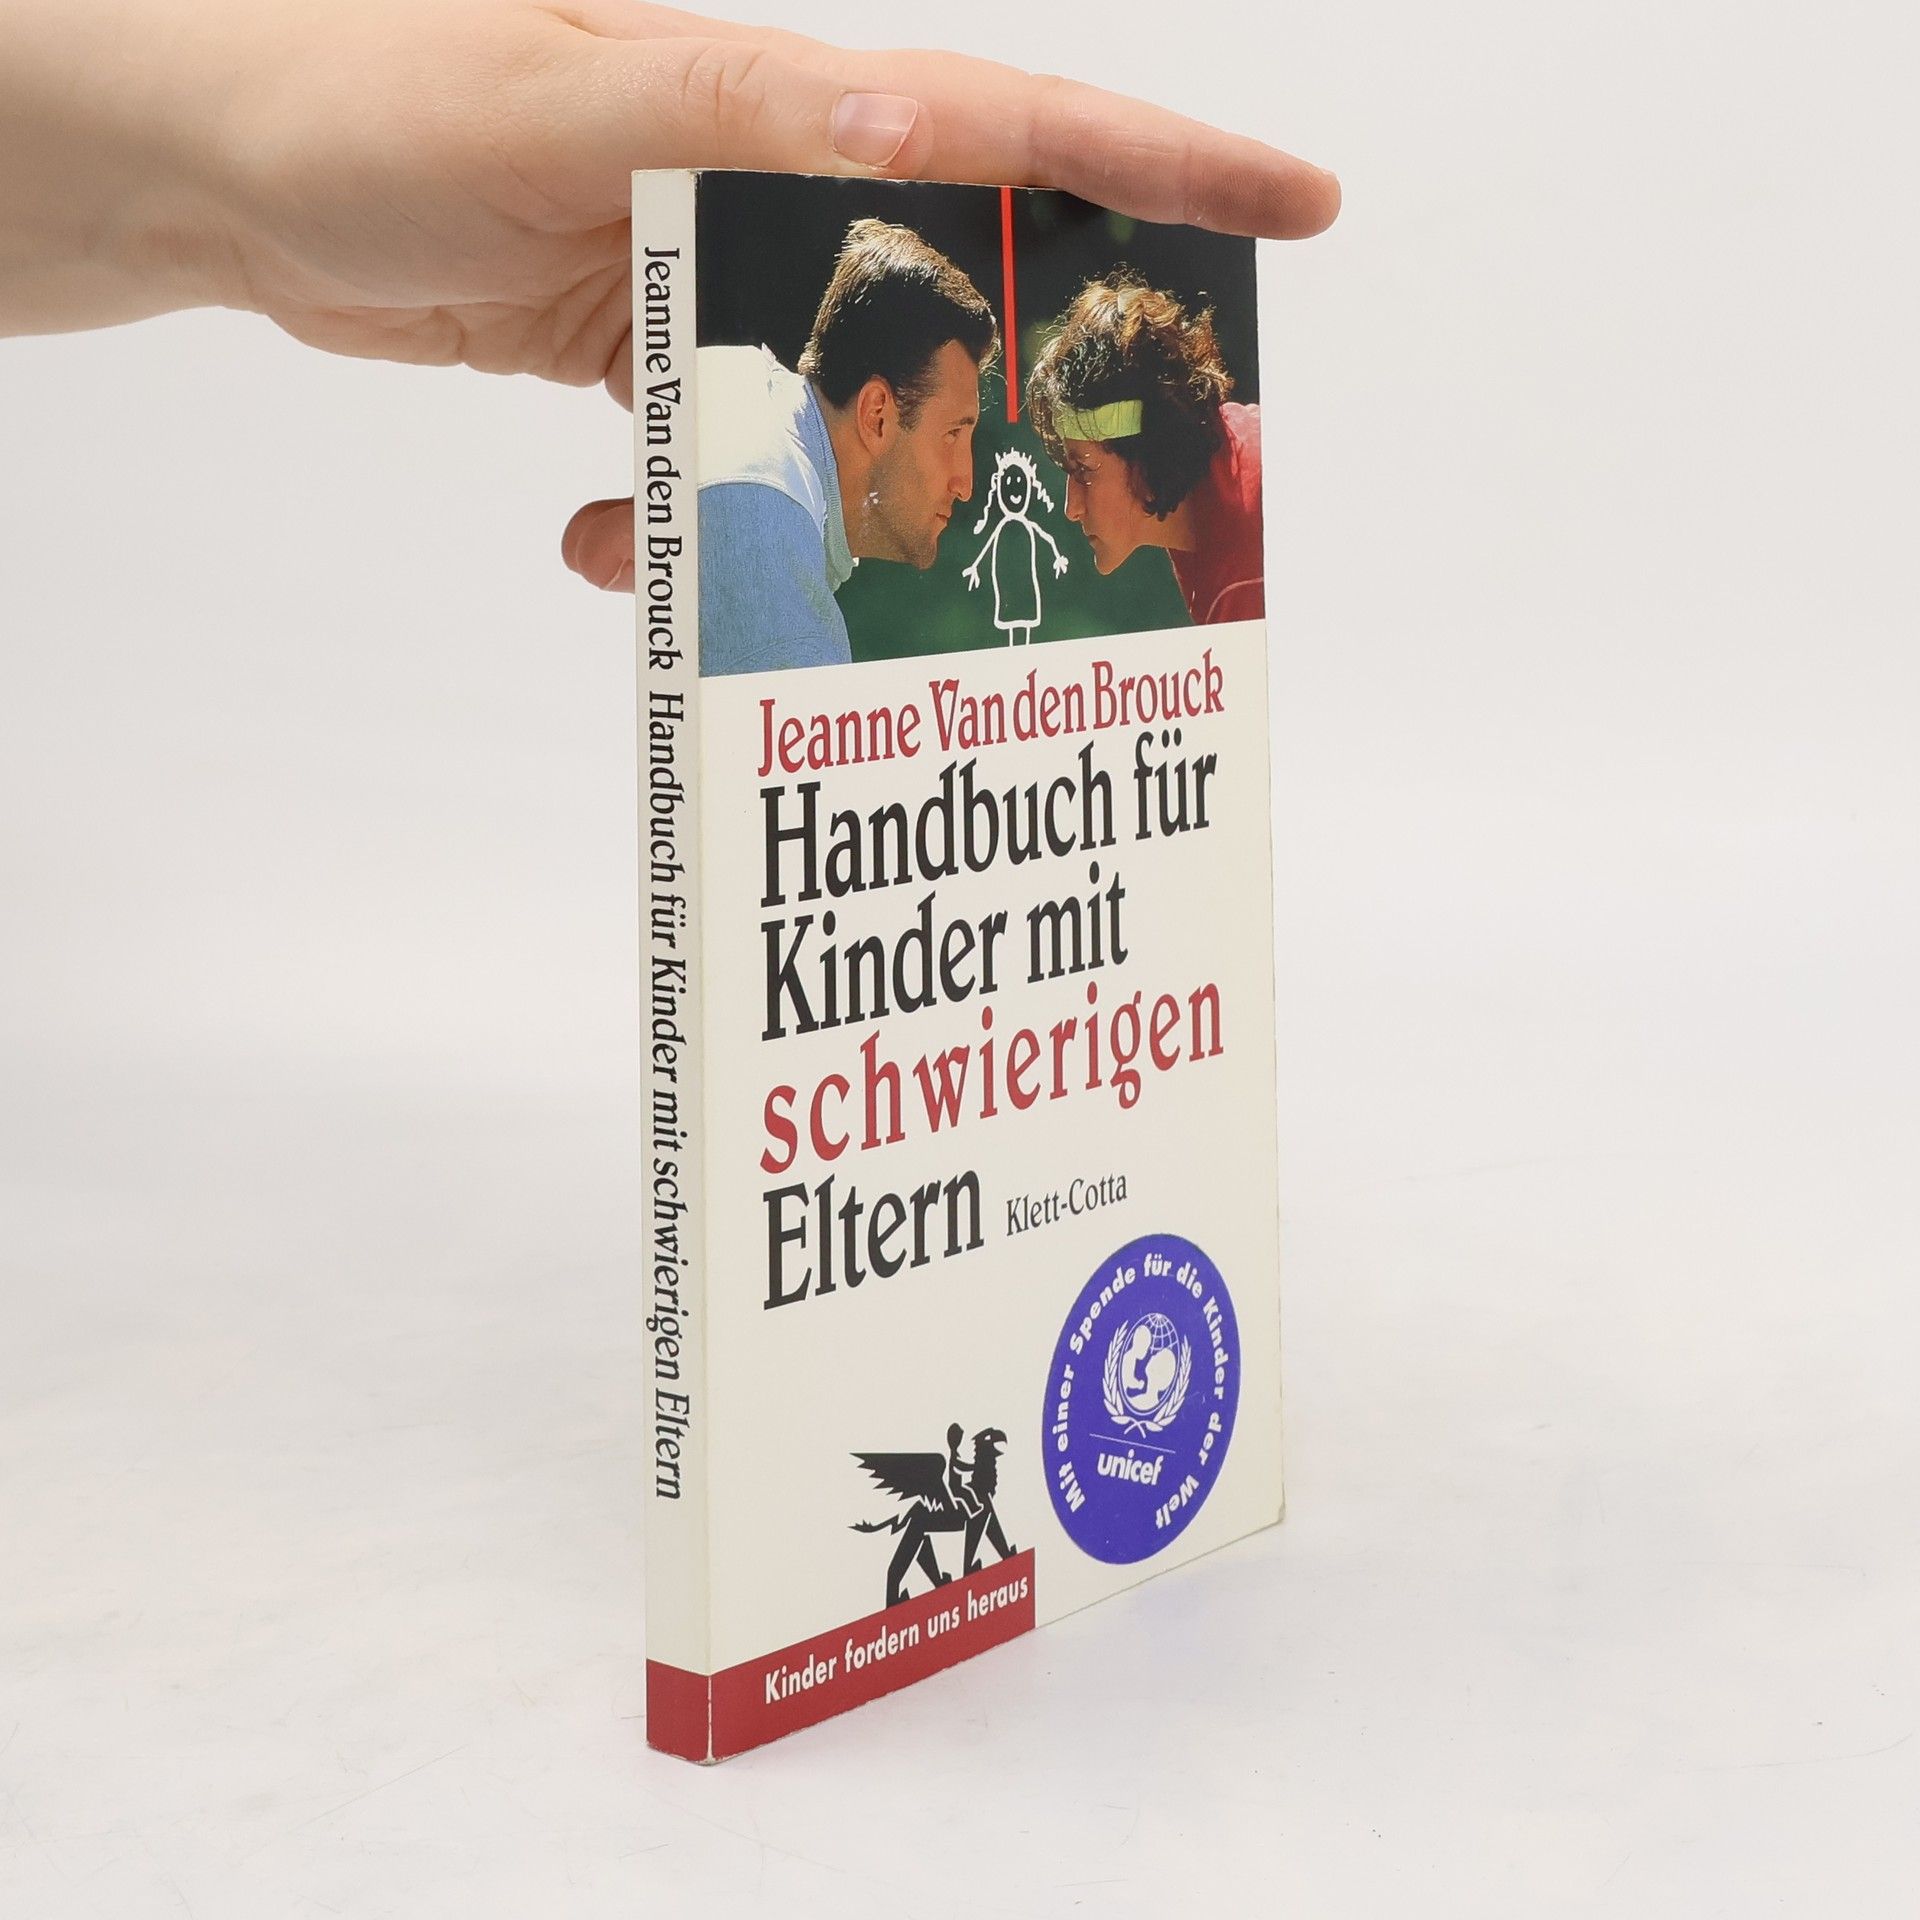 Jeanne Van den Brouck Handbuch für Kinder mit schwierigen Eltern
Jeanne Van den Brouck
Handbuch für
Kinder mit
schwierigen
Eltern Klett-Cotta
Mit einer Spende für die Kinder der Welt
unicef
Kinder fordern uns heraus